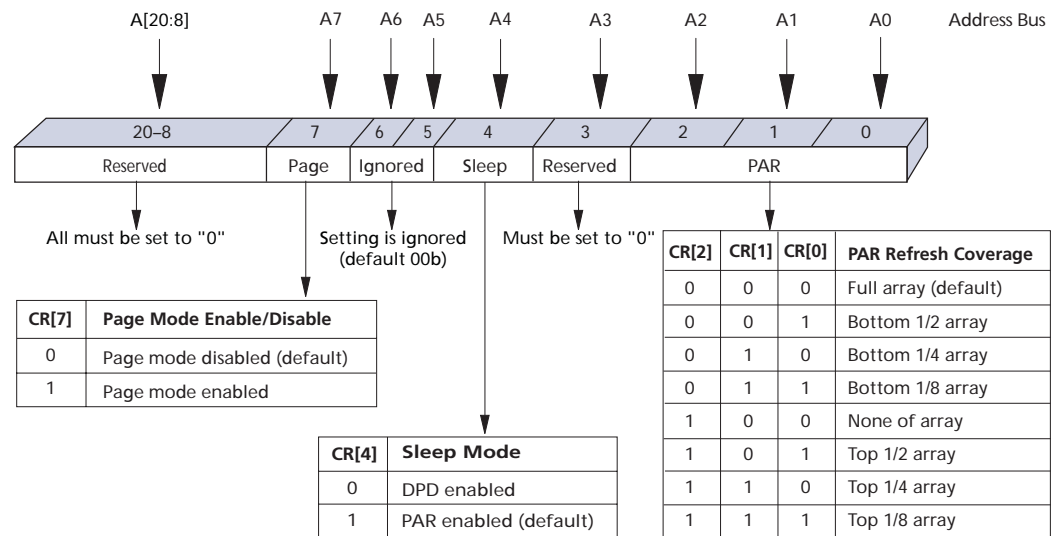 A[20:8] A7 A6 A5 A4 A3 A2 A1 A0 Address Bus
20–8 7 6 5 4 3 2 1 0
Reserved Page Ignored Sleep Reserved PAR
All must be set to "0"
Setting is ignored
(default 00b)
Must be set to "0"
CR[7] Page Mode Enable/Disable
0 Page mode disabled (default)
1 Page mode enabled
CR[4] Sleep Mode
0 DPD enabled
1 PAR enabled (default)
CR[2] CR[1] CR[0] PAR Refresh Coverage
0 0 0 Full array (default)
0 0 1 Bottom 1/2 array
0 1 0 Bottom 1/4 array
0 1 1 Bottom 1/8 array
1 0 0 None of array
1 0 1 Top 1/2 array
1 1 0 Top 1/4 array
1 1 1 Top 1/8 array